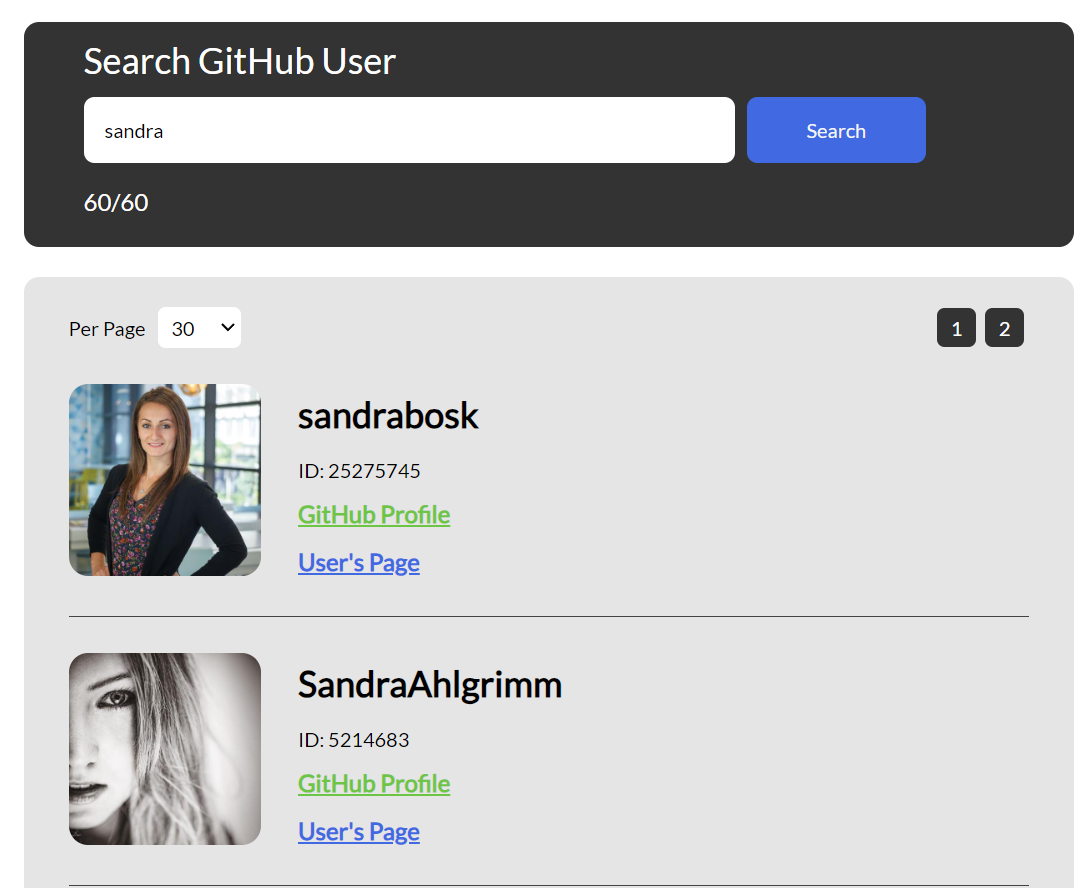 Search GitHub User
sandra
Search
60/60
Per Page 30
1 2
sandrabosk
ID: 25275745
GitHub Profile
User's Page
SandraAhlgrimm
ID: 5214683
GitHub Profile
User's Page